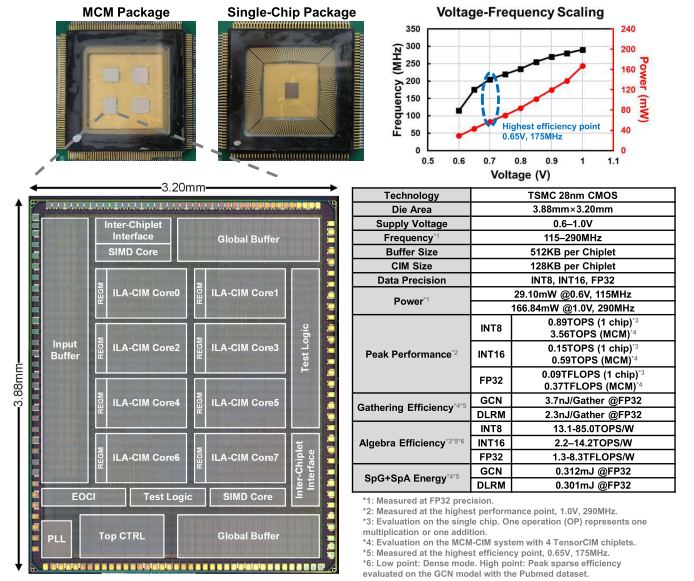 MCM Package
Single-Chip Package
Voltage-Frequency Scaling
Frequency (MHz)
350
300
250
200
150
100
50
0
240
200
160
120
80
40
0
Power (mW)
Highest efficiency point
0.65V, 175MHz
0.5 0.6 0.7 0.8 0.9 1 1.1
Voltage (V)
3.20mm
3.88mm
Inter-Chiplet
Interface
SIMD Core
Global Buffer
Input
Buffer
REGM
ILA-CIM Core0
REGM
ILA-CIM Core1
REGM
ILA-CIM Core2
REGM
ILA-CIM Core3
Test Logic
REGM
ILA-CIM Core4
REGM
ILA-CIM Core5
REGM
ILA-CIM Core6
REGM
ILA-CIM Core7
Inter-Chiplet
Interface
EOCI
Test Logic
SIMD Core
PLL
Top CTRL
Global Buffer
Technology TSMC 28nm CMOS
Die Area 3.88mm×3.20mm
Supply Voltage 0.6–1.0V
Frequency*1 115–290MHz
Buffer Size 512KB per Chiplet
CIM Size 128KB per Chiplet
Data Precision INT8, INT16, FP32
Power*1 29.10mW @0.6V, 115MHz
166.84mW @1.0V, 290MHz
Peak Performance*2 INT8 0.89TOPS (1 chip)*3
3.56TOPS (MCM)*4
INT16 0.15TOPS (1 chip)*3
0.59TOPS (MCM)*4
FP32 0.09TFLOPS (1 chip)*3
0.37TFLOPS (MCM)*4
Gathering Efficiency*4*5 GCN 3.7nJ/Gather @FP32
DLRM 2.3nJ/Gather @FP32
Algebra Efficiency*3*5*6 INT8 13.1-85.0TOPS/W
INT16 2.2–14.2TOPS/W
FP32 1.3-8.3TFLOPS/W
SpG+SpA Energy*4*5 GCN 0.312mJ @FP32
DLRM 0.301mJ @FP32
*1: Measured at FP32 precision.
*2: Measured at the highest performance point, 1.0V, 290MHz.
*3: Evaluation on the single chip. One operation (OP) represents one
multiplication or one addition.
*4: Evaluation on the MCM-CIM system with 4 TensorCIM chiplets.
*5: Measured at the highest efficiency point, 0.65V, 175MHz.
*6: Low point: Dense mode. High point: Peak sparse efficiency
evaluated on the GCN model with the Pubmed dataset.